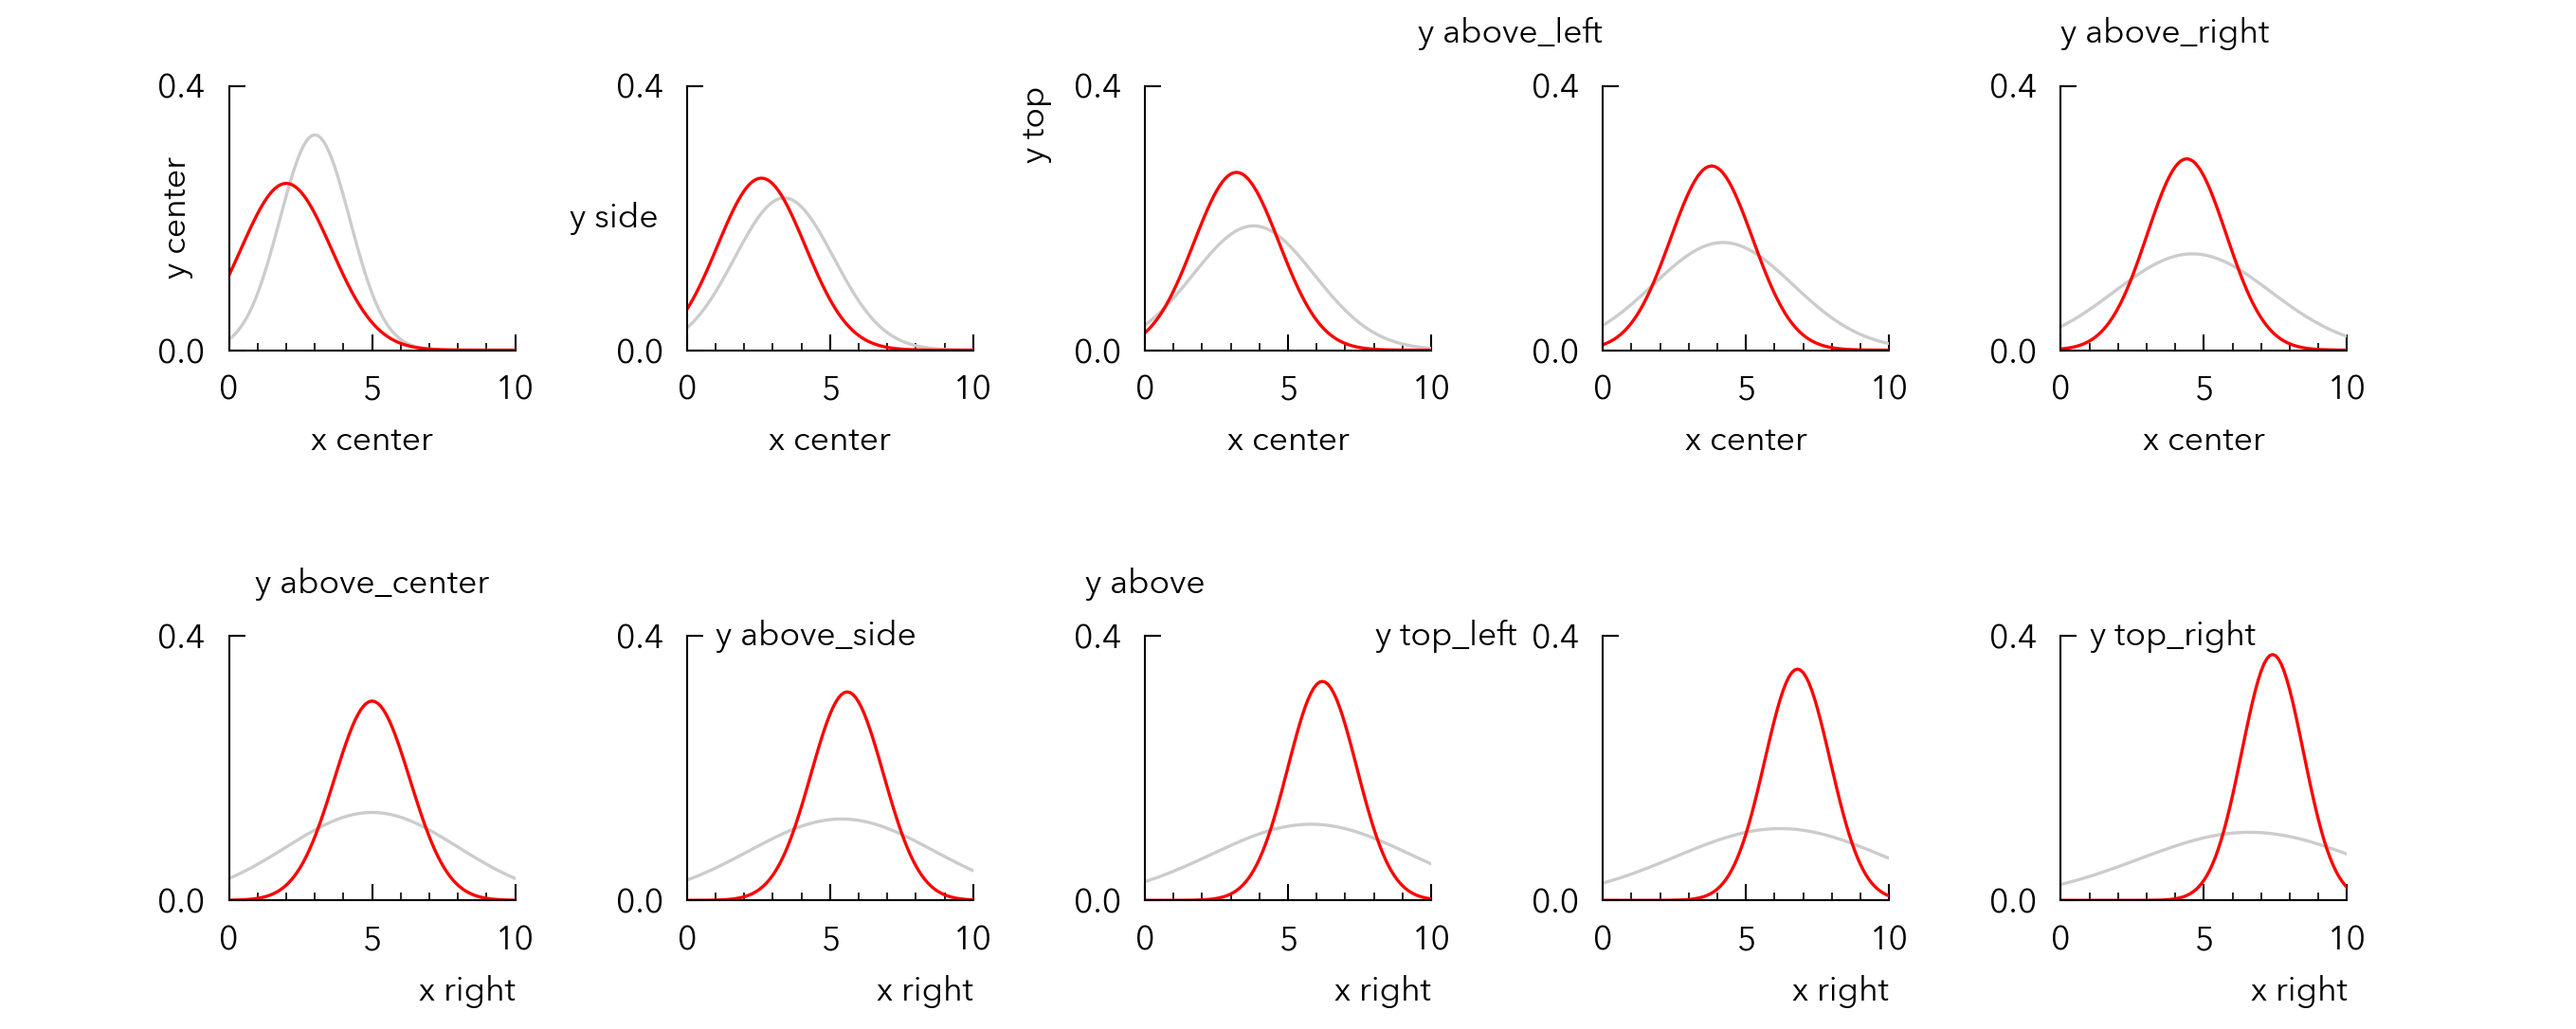 y above_left
y above_right
0.4 0.4 0.4 0.4 0.4
y center
y side
y top
0.0 0.0 0.0 0.0 0.0
0 5 10 0 5 10 0 5 10 0 5 10 0 5 10
x center x center x center x center x center
y above_center
y above
0.4 0.4 y above_side 0.4 y top_left 0.4 0.4 y top_right
0.0 0.0 0.0 0.0 0.0
0 5 10 0 5 10 0 5 10 0 5 10 0 5 10
x right x right x right x right x right